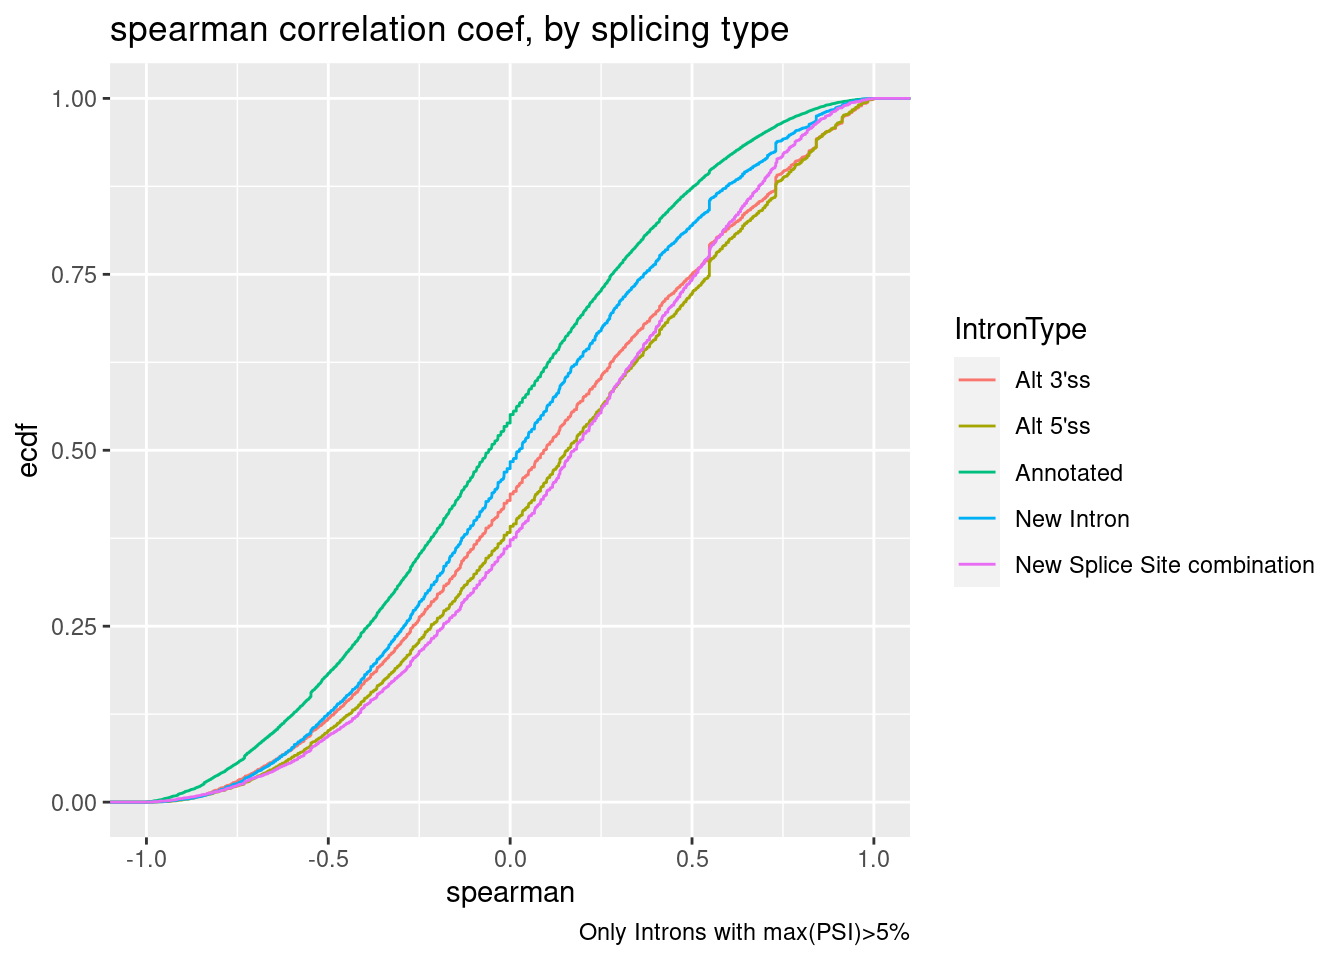 spearman correlation coef, by splicing type
1.00
0.75
0.50
0.25
0.00
ecdf
-1.0
-0.5
0.0
0.5
1.0
spearman
Only Introns with max(PSI)>5%
IntronType
Alt 3'ss
Alt 5'ss
Annotated
New Intron
New Splice Site combination